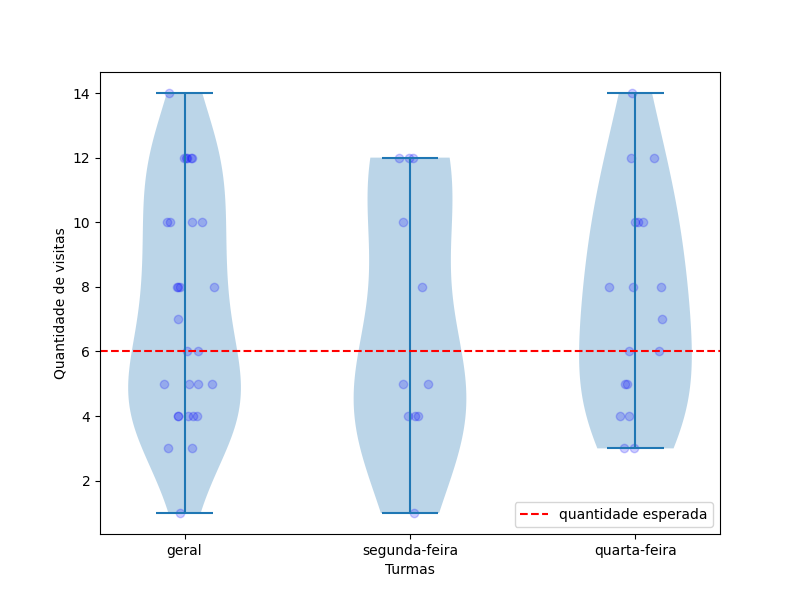 14
12
10
8
6
4
2
Quantidade de visitas
quantidade esperada
geral
segunda-feira
quarta-feira
Turmas